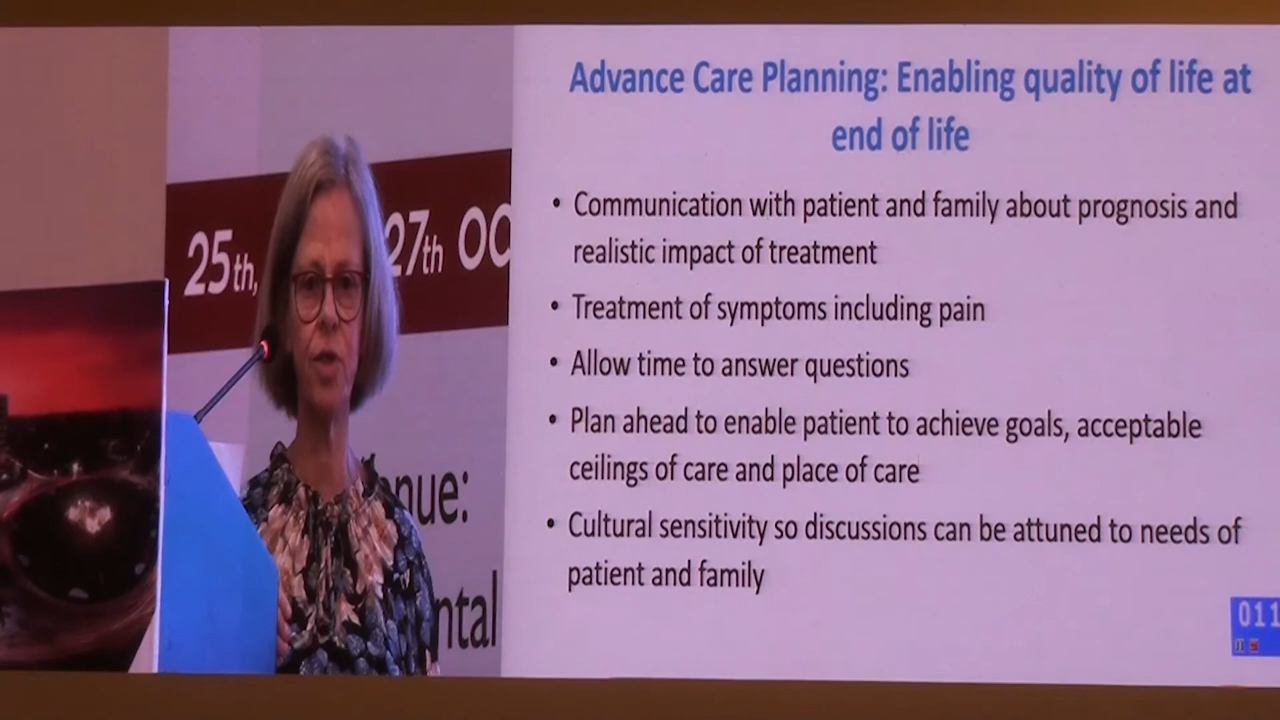 Advance Care Planning: Enabling quality of life at
end of life
• Communication with patient and family about prognosis and
realistic impact of treatment
• Treatment of symptoms including pain
• Allow time to answer questions
• Plan ahead to enable patient to achieve goals, acceptable
ceilings of care and place of care
• Cultural sensitivity so discussions can be attuned to needs of
patient and family
25th, 27th OC
nue:
ntal
011